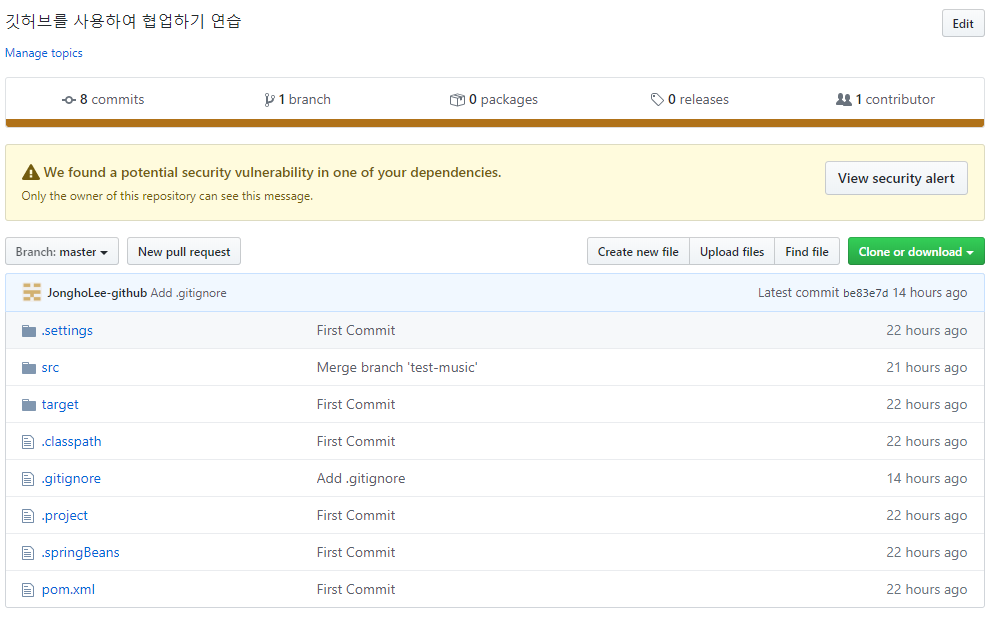 깃허브를 사용하여 협업하기 연습
Edit
Manage topics
8 commits 1 branch 0 packages 0 releases 1 contributor
We found a potential security vulnerability in one of your dependencies.
Only the owner of this repository can see this message.
View security alert
Branch: master New pull request Create new file Upload files Find file Clone or download
JonghoLee-github Add .gitignore Latest commit be83e7d 14 hours ago
.settings First Commit 22 hours ago
src Merge branch 'test-music' 21 hours ago
target First Commit 22 hours ago
.classpath First Commit 22 hours ago
.gitignore Add .gitignore 14 hours ago
.project First Commit 22 hours ago
.springBeans First Commit 22 hours ago
pom.xml First Commit 22 hours ago